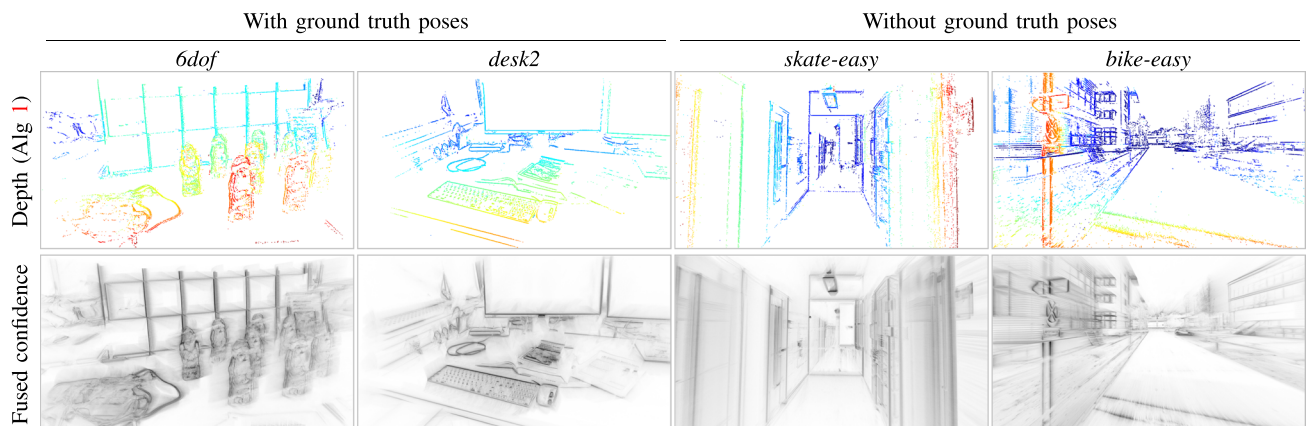 With ground truth poses
Without ground truth poses
6dof
desk2
skate-easy
bike-easy
Depth (Alg 1)
Fused confidence